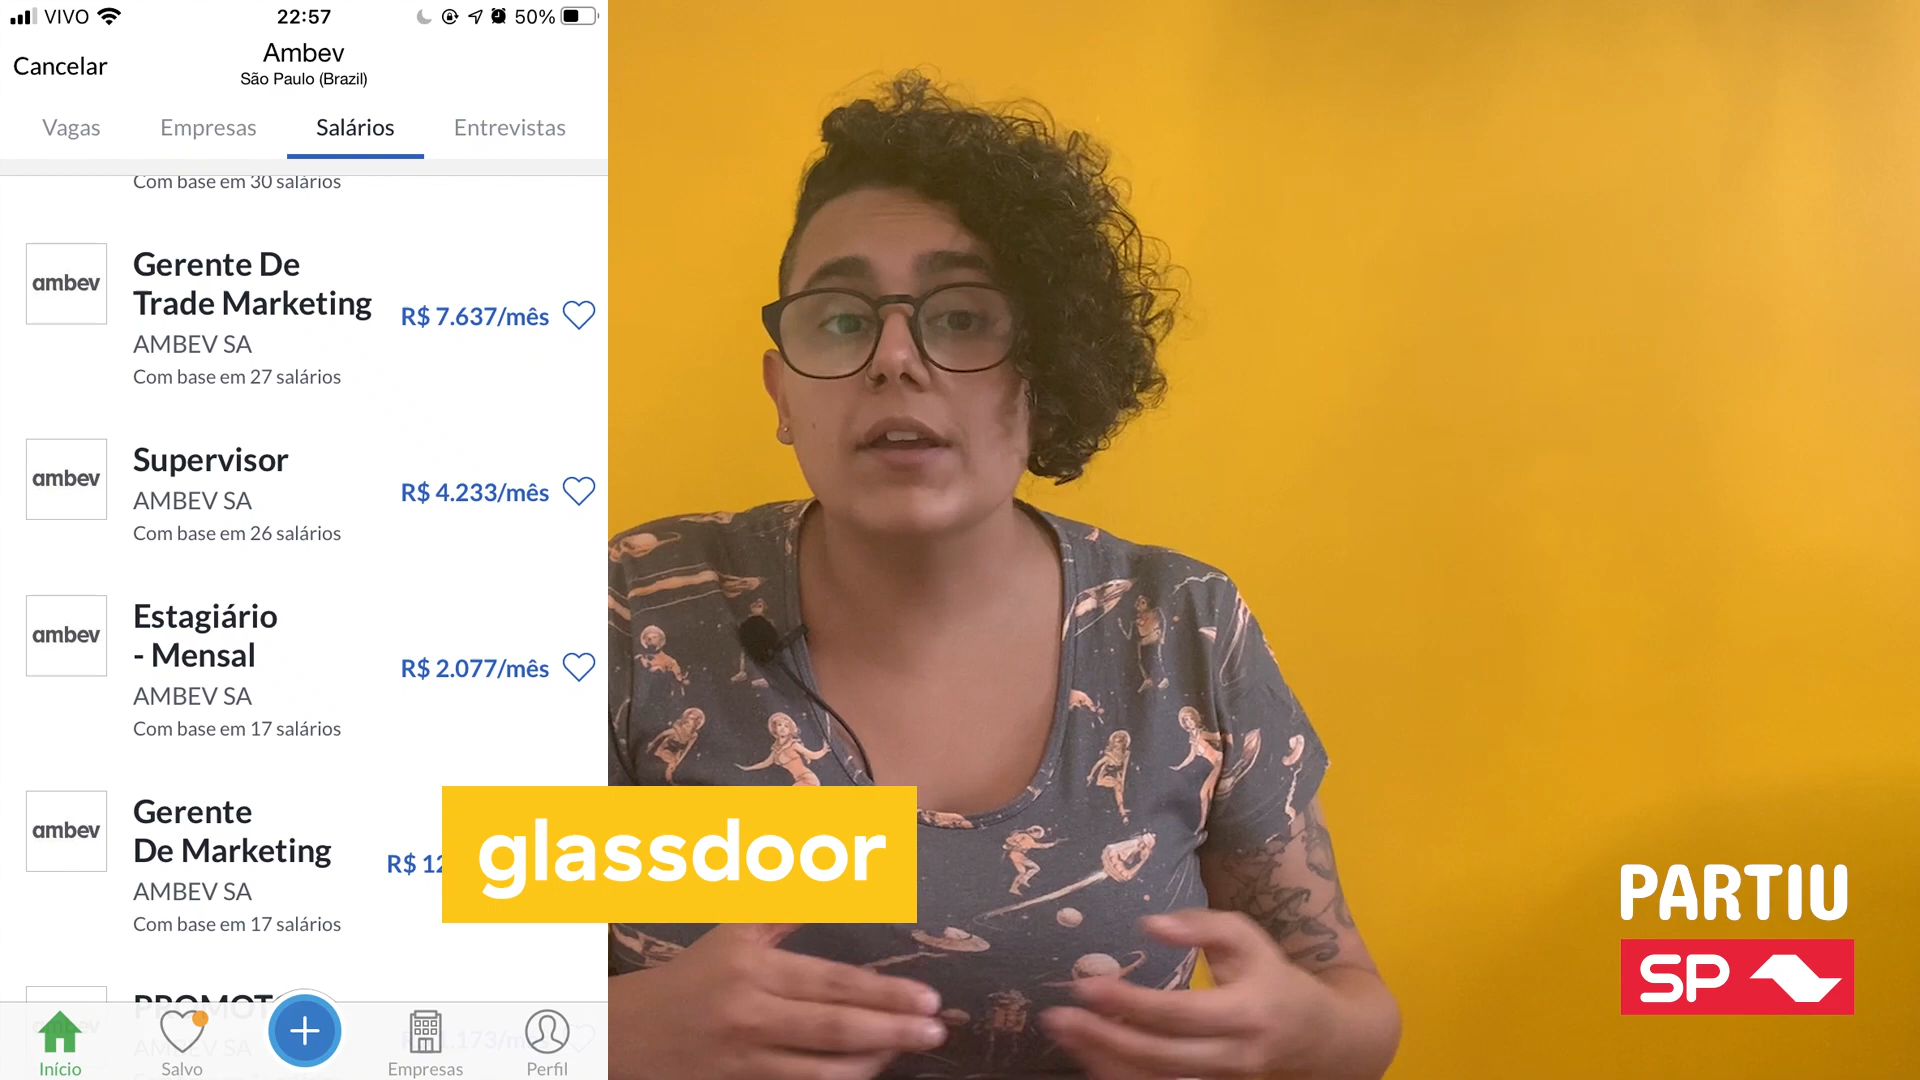 VIVO 22:57 50%
Cancelar
Ambev
São Paulo (Brazil)
Vagas Empresas Salários Entrevistas
Com base em 30 salários
ambev
Gerente De
Trade Marketing
R$ 7.637/mês
AMBEV SA
Com base em 27 salários
ambev
Supervisor
R$ 4.233/mês
AMBEV SA
Com base em 26 salários
ambev
Estagiário
- Mensal
R$ 2.077/mês
AMBEV SA
Com base em 17 salários
ambev
Gerente
De Marketing
R$ 12
AMBEV SA
Com base em 17 salários
glassdoor
PARTIU
SP
AMBEV SA
Início Salvo Empresas Perfil